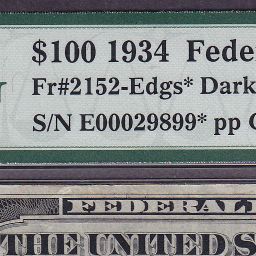 $100 1934 Fede
Fr#2152-Edgs* Dark
S/N E00029899* pp
FEDERAL
THE UNITED S